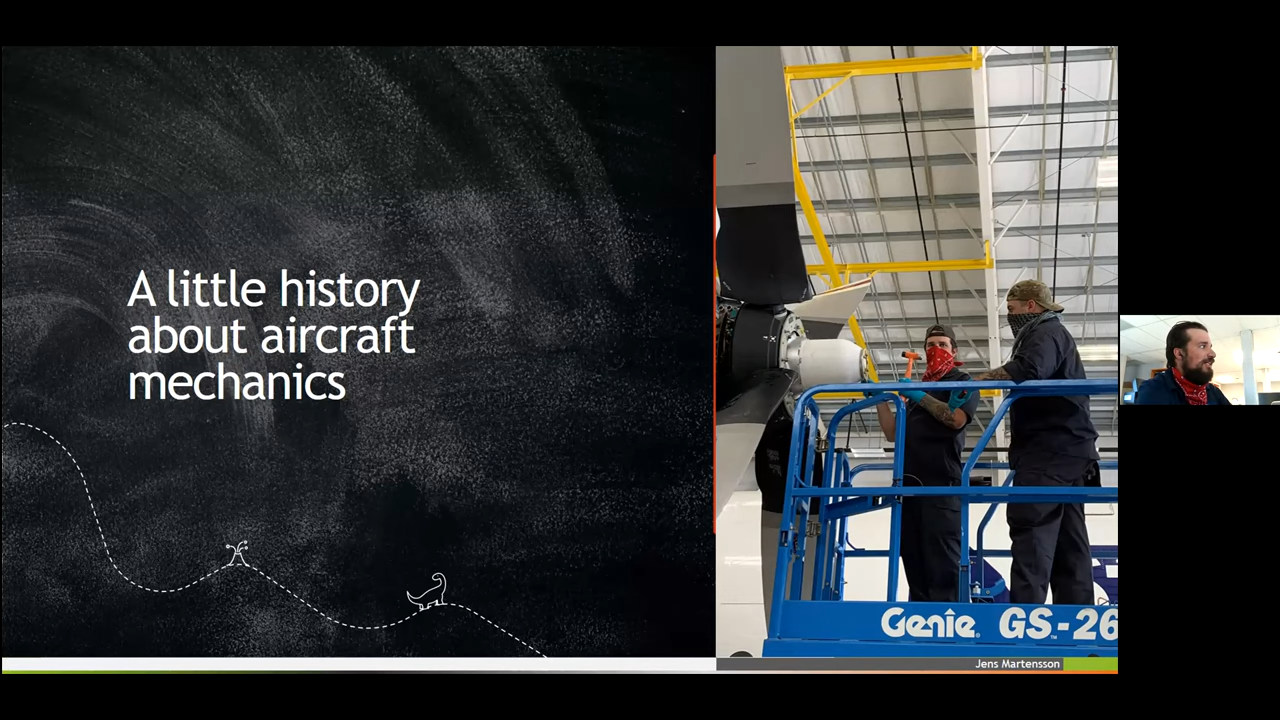 A little history
about aircraft
mechanics
Genie GS-26
Jens Martensson